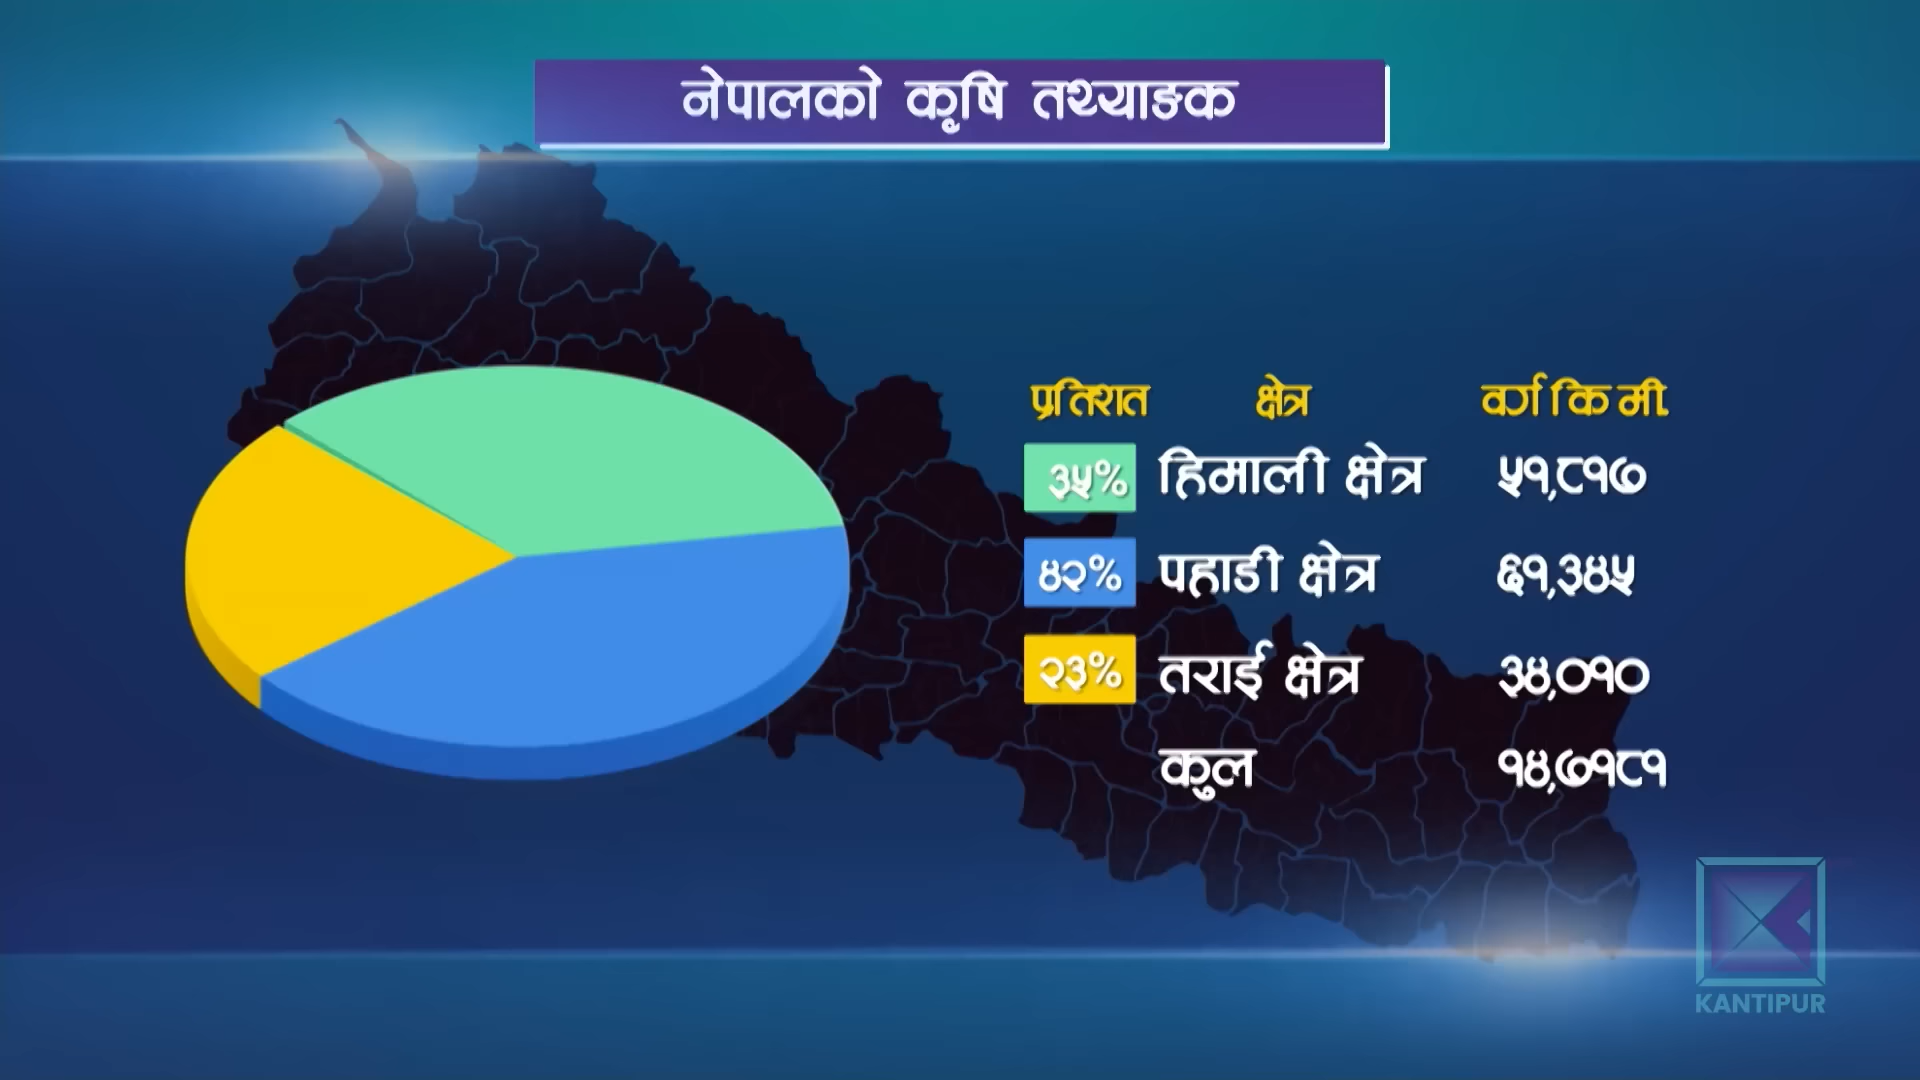 नेपालको कृषि तथ्याङक
प्रतिशत क्षेत्र वर्ग कि मी.
३५% हिमाली क्षेत्र ५१,८१७
४२% पहाडी क्षेत्र ६१,३४५
२३% तराई क्षेत्र ३४,०१०
कुल १४,७१८१
KANTIPUR